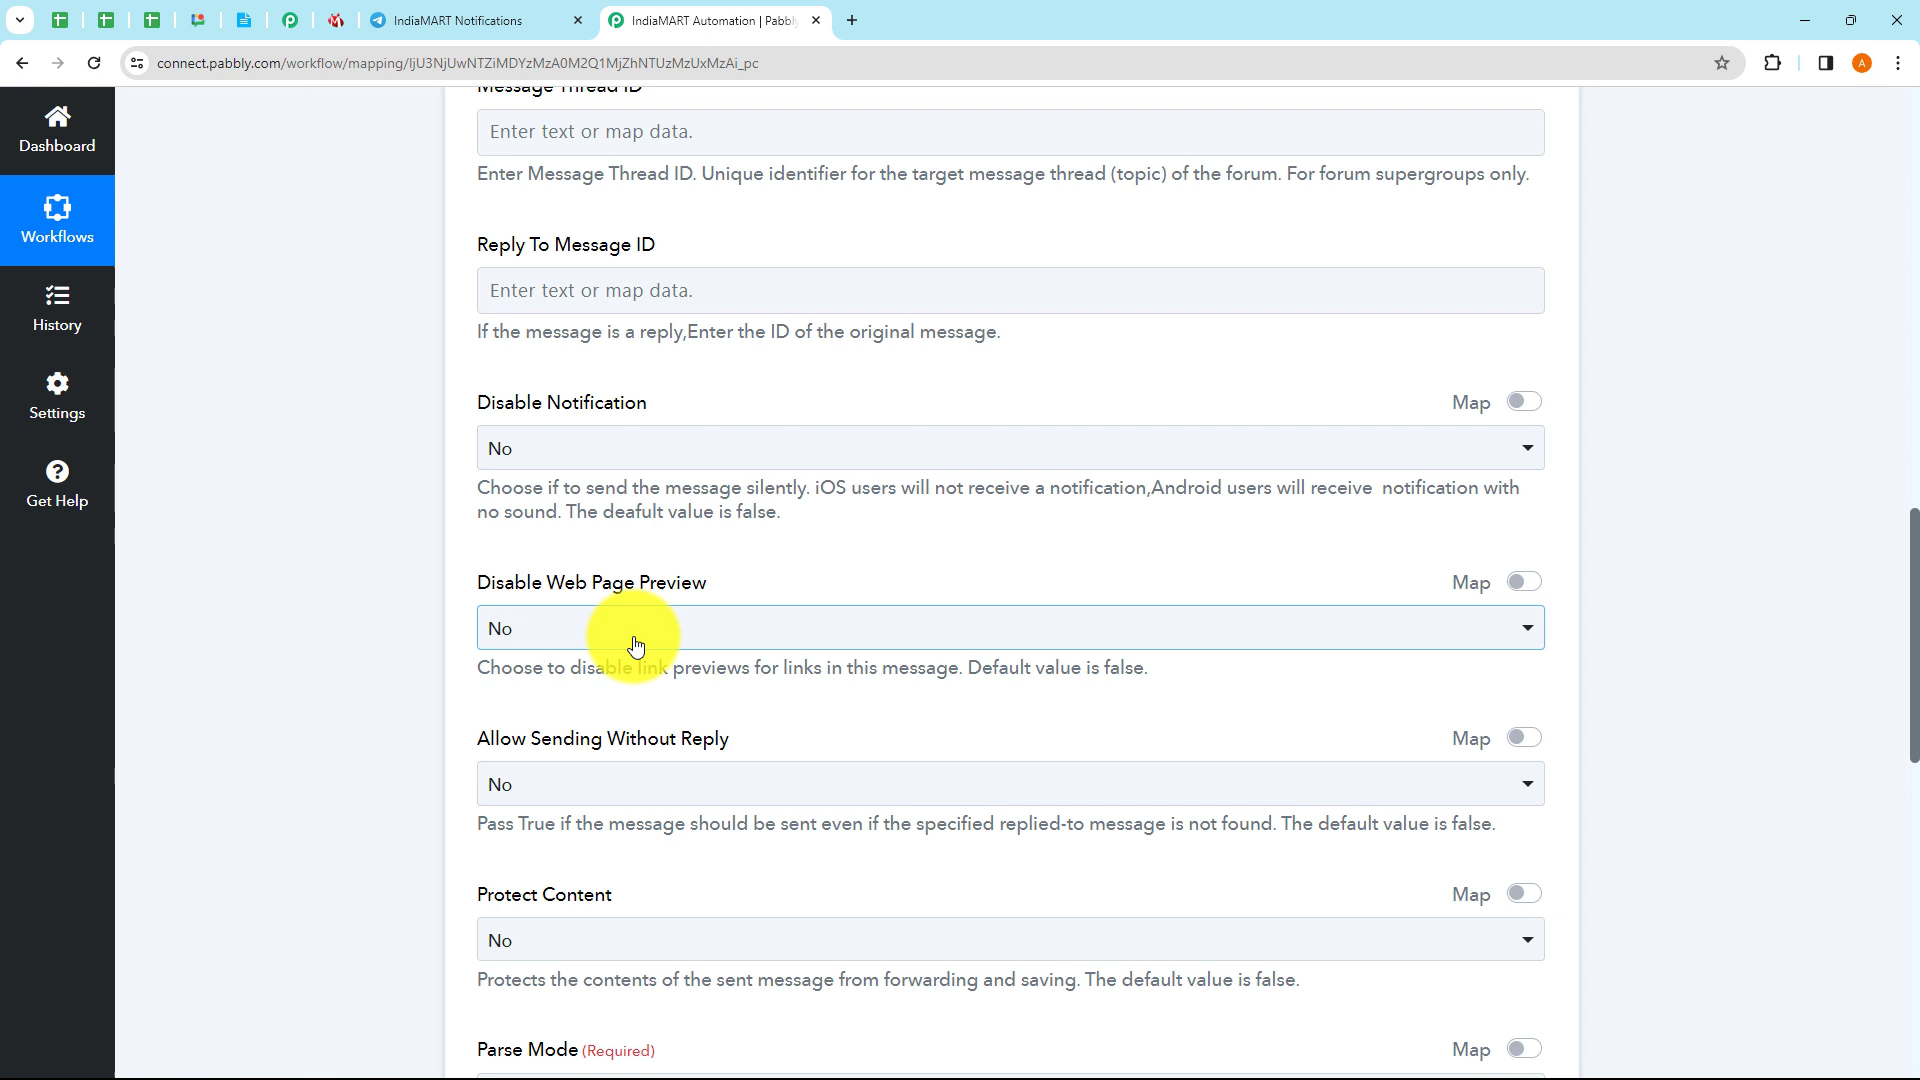 IndiaMART Notifications
IndiaMART Automation | Pabbl
connect.pabbly.com/workflow/mapping/IjU3NjUwNTZiMDYzMzA0M2Q1MjZhNTUzMzUxMzAi_pc
Dashboard
Workflows
History
Settings
Get Help
Message Thread ID
Enter text or map data.
Enter Message Thread ID. Unique identifier for the target message thread (topic) of the forum. For forum supergroups only.
Reply To Message ID
Enter text or map data.
If the message is a reply,Enter the ID of the original message.
Disable Notification
Map
No
Choose if to send the message silently. iOS users will not receive a notification,Android users will receive notification with
no sound. The deafult value is false.
Disable Web Page Preview
Map
No
Choose to disable link previews for links in this message. Default value is false.
Allow Sending Without Reply
Map
No
Pass True if the message should be sent even if the specified replied-to message is not found. The default value is false.
Protect Content
Map
No
Protects the contents of the sent message from forwarding and saving. The default value is false.
Parse Mode (Required)
Map
A